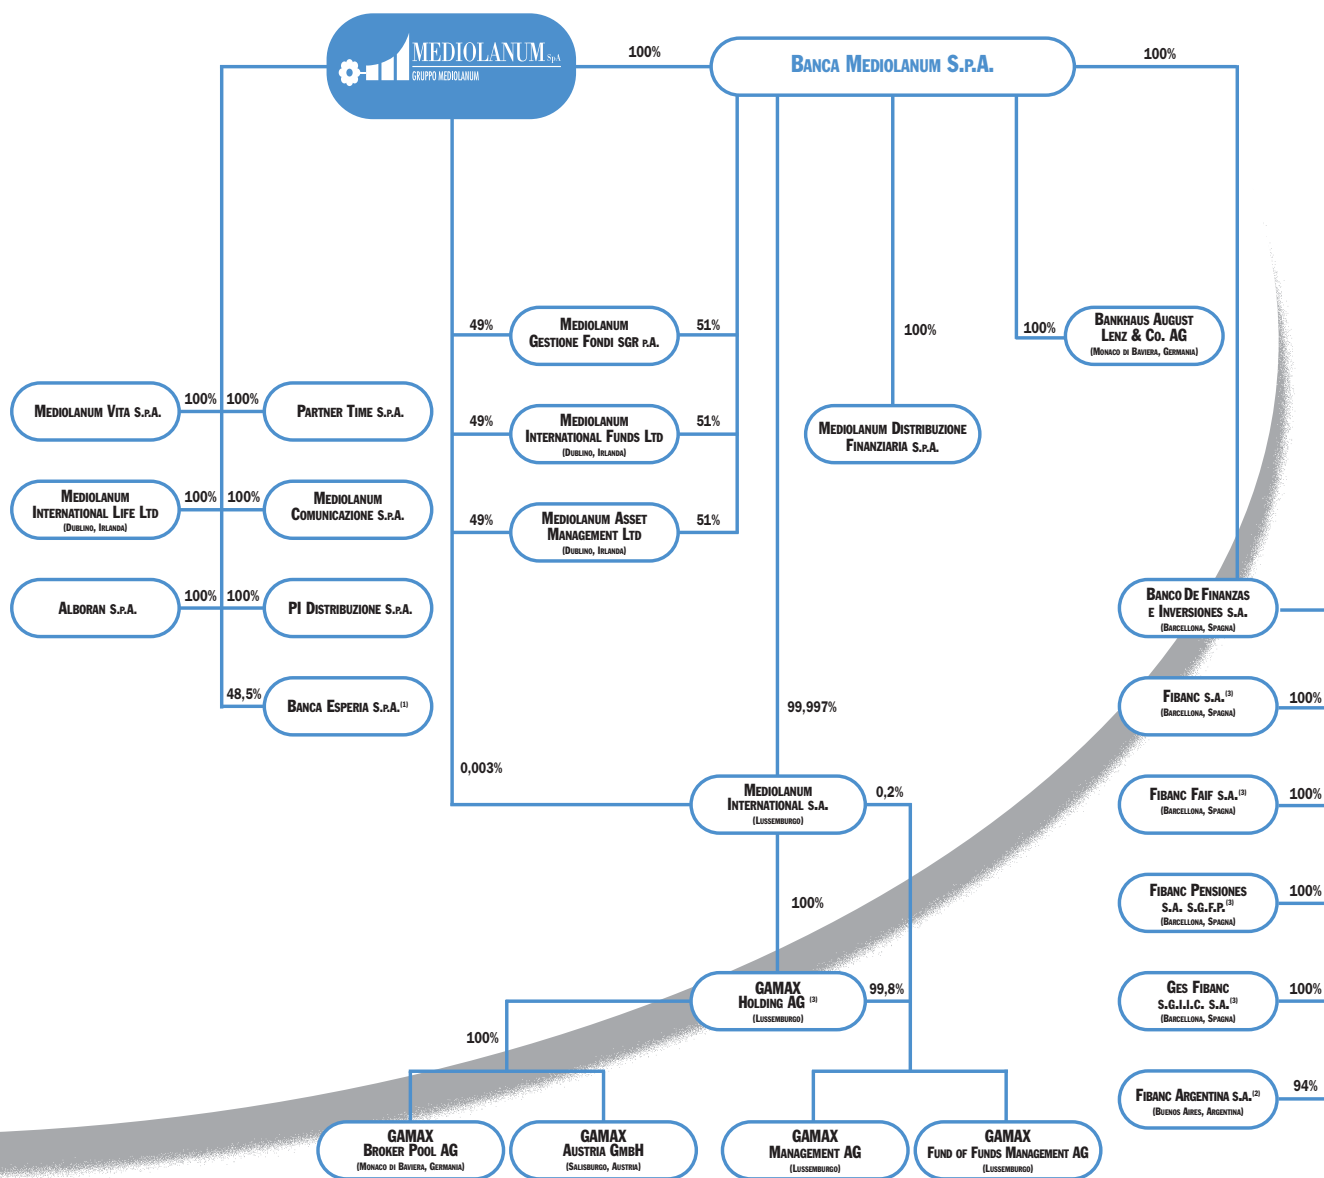 MEDIOLANUM SpA
GRUPPO MEDIOLANUM
100%
BANCA MEDIOLANUM S.P.A.
100%
49%
MEDIOLANUM
GESTIONE FONDI SGR P.A.
51%
100%
100%
BANKHAUS AUGUST
LENZ & CO. AG
(MONACO DI BAVIERA, GERMANIA)
MEDIOLANUM VITA S.P.A.
100%
100%
PARTNER TIME S.P.A.
49%
MEDIOLANUM
INTERNATIONAL FUNDS LTD
(DUBLINO, IRLANDA)
51%
MEDIOLANUM DISTRIBUZIONE
FINANZIARIA S.P.A.
MEDIOLANUM
INTERNATIONAL LIFE LTD
(DUBLINO, IRLANDA)
100%
100%
MEDIOLANUM
COMUNICAZIONE S.P.A.
49%
MEDIOLANUM ASSET
MANAGEMENT LTD
(DUBLINO, IRLANDA)
51%
ALBORAN S.P.A.
100%
100%
PI DISTRIBUZIONE S.P.A.
BANCO DE FINANZAS
E INVERSIONES S.A.
(BARCELLONA, SPAGNA)
48,5%
BANCA ESPERIA S.P.A.(1)
99,997%
FIBANC S.A.(3)
(BARCELLONA, SPAGNA)
100%
0,003%
MEDIOLANUM
INTERNATIONAL S.A.
(LUSSEMBURGO)
0,2%
FIBANC FAIF S.A.(3)
(BARCELLONA, SPAGNA)
100%
100%
FIBANC PENSIONES
S.A. S.G.F.P.(3)
(BARCELLONA, SPAGNA)
100%
GAMAX
HOLDING AG (3)
(LUSSEMBURGO)
99,8%
GES FIBANC
S.G.I.I.C. S.A.(3)
(BARCELLONA, SPAGNA)
100%
100%
FIBANC ARGENTINA S.A.(2)
(BUENOS AIRES, ARGENTINA)
94%
GAMAX
BROKER POOL AG
(MONACO DI BAVIERA, GERMANIA)
GAMAX
AUSTRIA GMBH
(SALISBURGO, AUSTRIA)
GAMAX
MANAGEMENT AG
(LUSSEMBURGO)
GAMAX
FUND OF FUNDS MANAGEMENT AG
(LUSSEMBURGO)